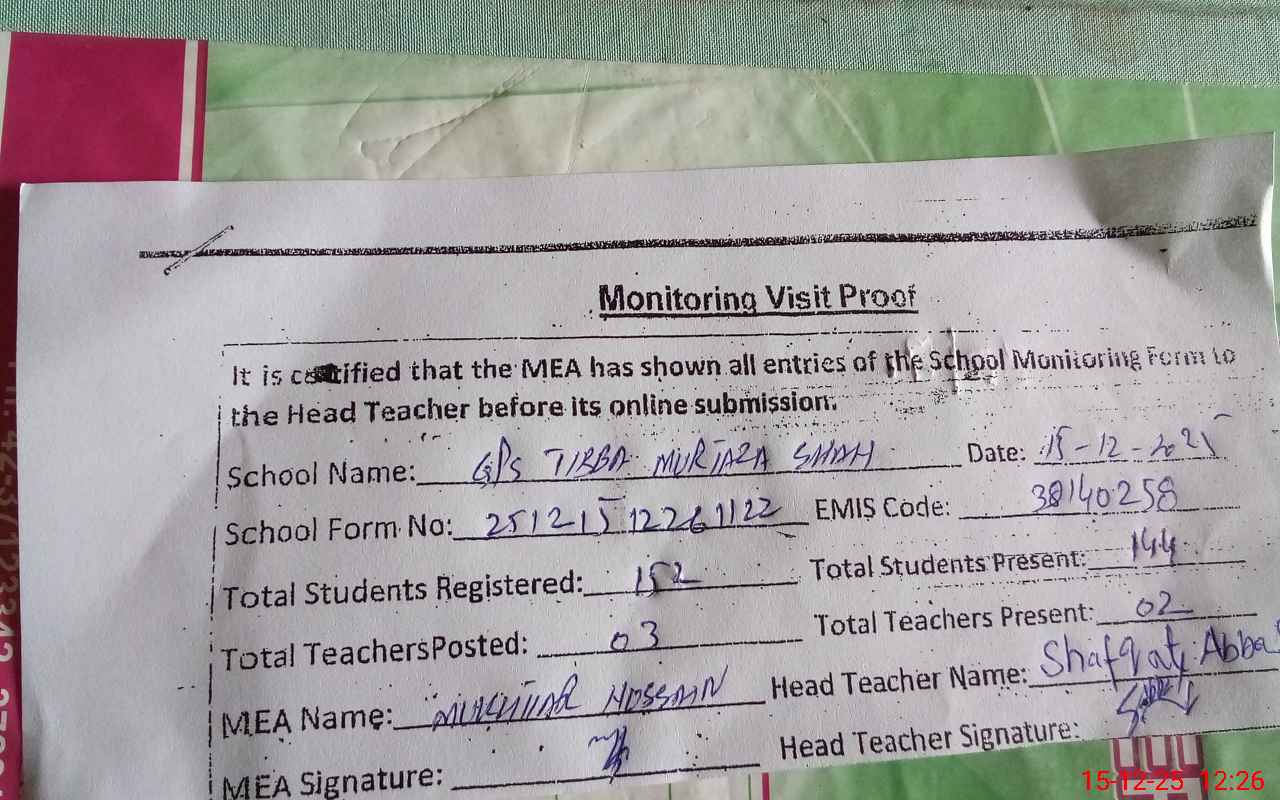 Monitoring Visit Proof
It is certified that the MEA has shown all entries of the School Monitoring Form to
the Head Teacher before its online submission.
School Name: GPS TIBBA MURTAZA SHAH Date: 15-12-2025
School Form No: 251215122261122 EMIS Code: 38140258
Total Students Registered: 152 Total Students Present: 144
Total TeachersPosted: 03 Total Teachers Present: 02
MEA Name: MUKHTIAR HOSSAIN Head Teacher Name: Shafqat Abbas
MEA Signature: Head Teacher Signature:
15-12-25 12:26